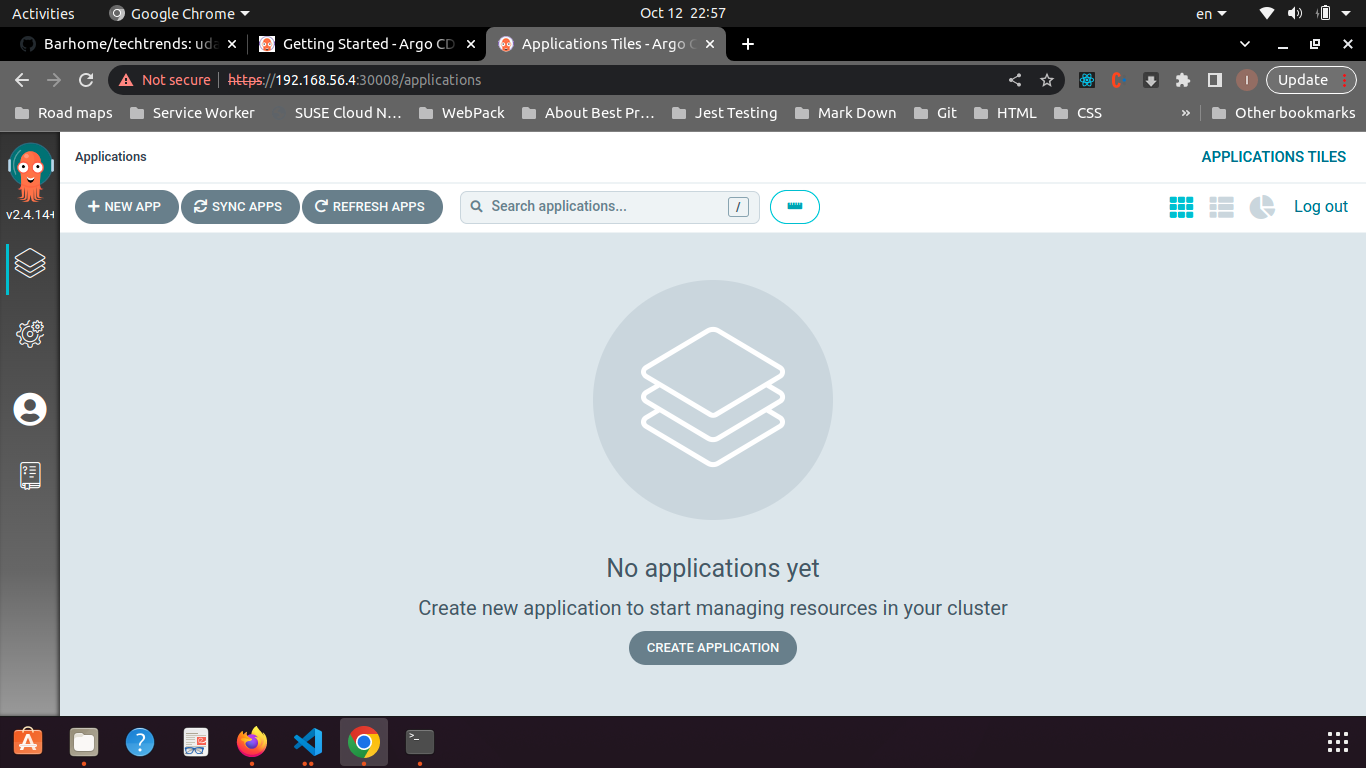 Activities Google Chrome Oct 12 22:57 en
Barhome/techtrends: uda Getting Started - Argo CD Applications Tiles - Argo C
Not secure https://192.168.56.4:30008/applications Update
Road maps Service Worker SUSE Cloud N... WebPack About Best Pr... Jest Testing Mark Down Git HTML CSS » Other bookmarks
Applications APPLICATIONS TILES
v2.4.14+ NEW APP SYNC APPS REFRESH APPS Search applications... / Log out
No applications yet
Create new application to start managing resources in your cluster
CREATE APPLICATION